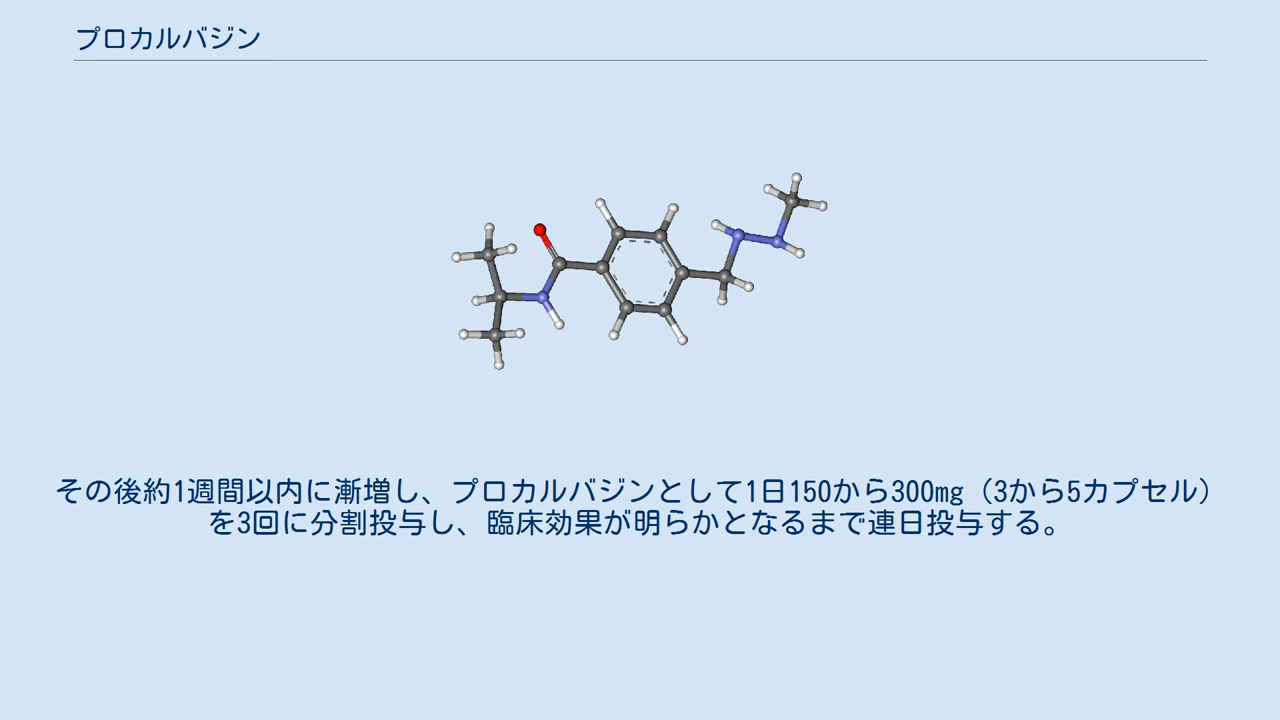 プロカルバジン
その後約1週間以内に漸増し、プロカルバジンとして1日150から300mg（3から5カプセル）
を3回に分割投与し、臨床効果が明らかとなるまで連日投与する。